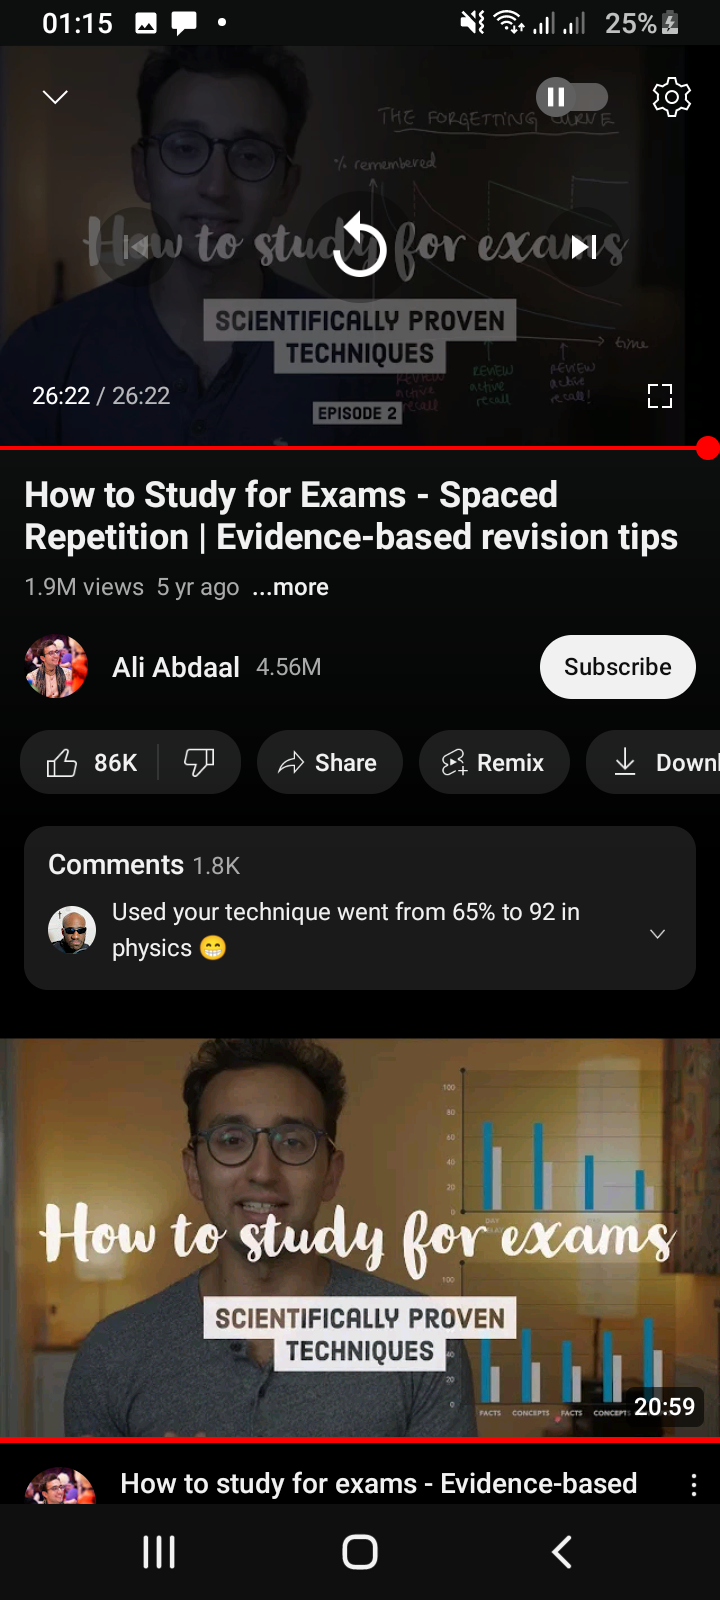 01:15
25%
THE FORGETTING CURVE
% remembered
How to study for exams
SCIENTIFICALLY PROVEN
TECHNIQUES
time
REVIEW
active
recall
REVIEW
active
recall
REVIEW
active
recall!
26:22 / 26:22
EPISODE 2
How to Study for Exams - Spaced
Repetition | Evidence-based revision tips
1.9M views 5 yr ago ...more
Ali Abdaal 4.56M
Subscribe
86K
Share
Remix
Downl
Comments 1.8K
Used your technique went from 65% to 92 in
physics 😁
100
80
60
40
20
0
DAY
How to study for exams
100
SCIENTIFICALLY PROVEN
TECHNIQUES
40
20
0
FACTS CONCEPTS FACTS CONCEPT
20:59
How to study for exams - Evidence-based